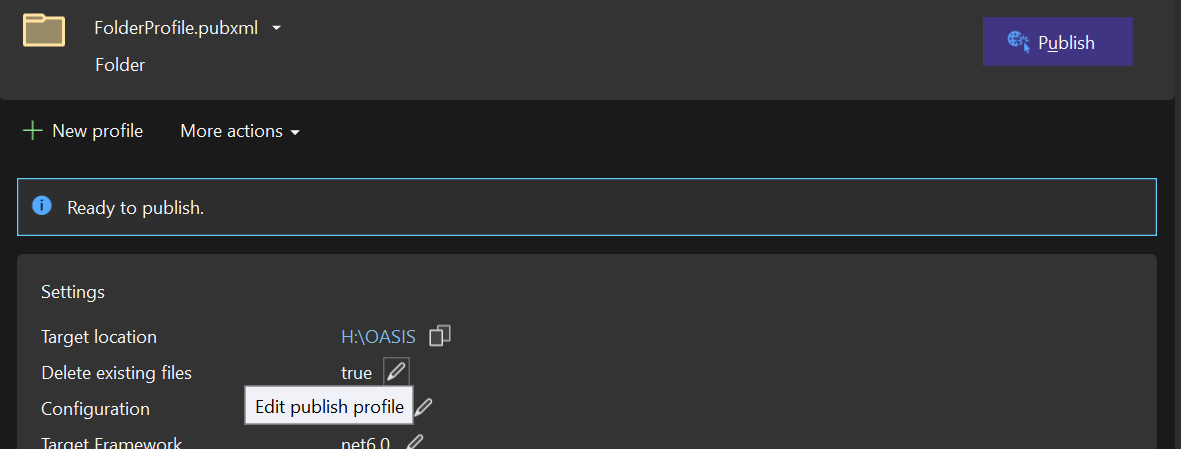 FolderProfile.pubxml
Folder
Publish
New profile
More actions
Ready to publish.
Settings
Target location H:\OASIS
Delete existing files true
Configuration
Edit publish profile
Target Framework net6.0